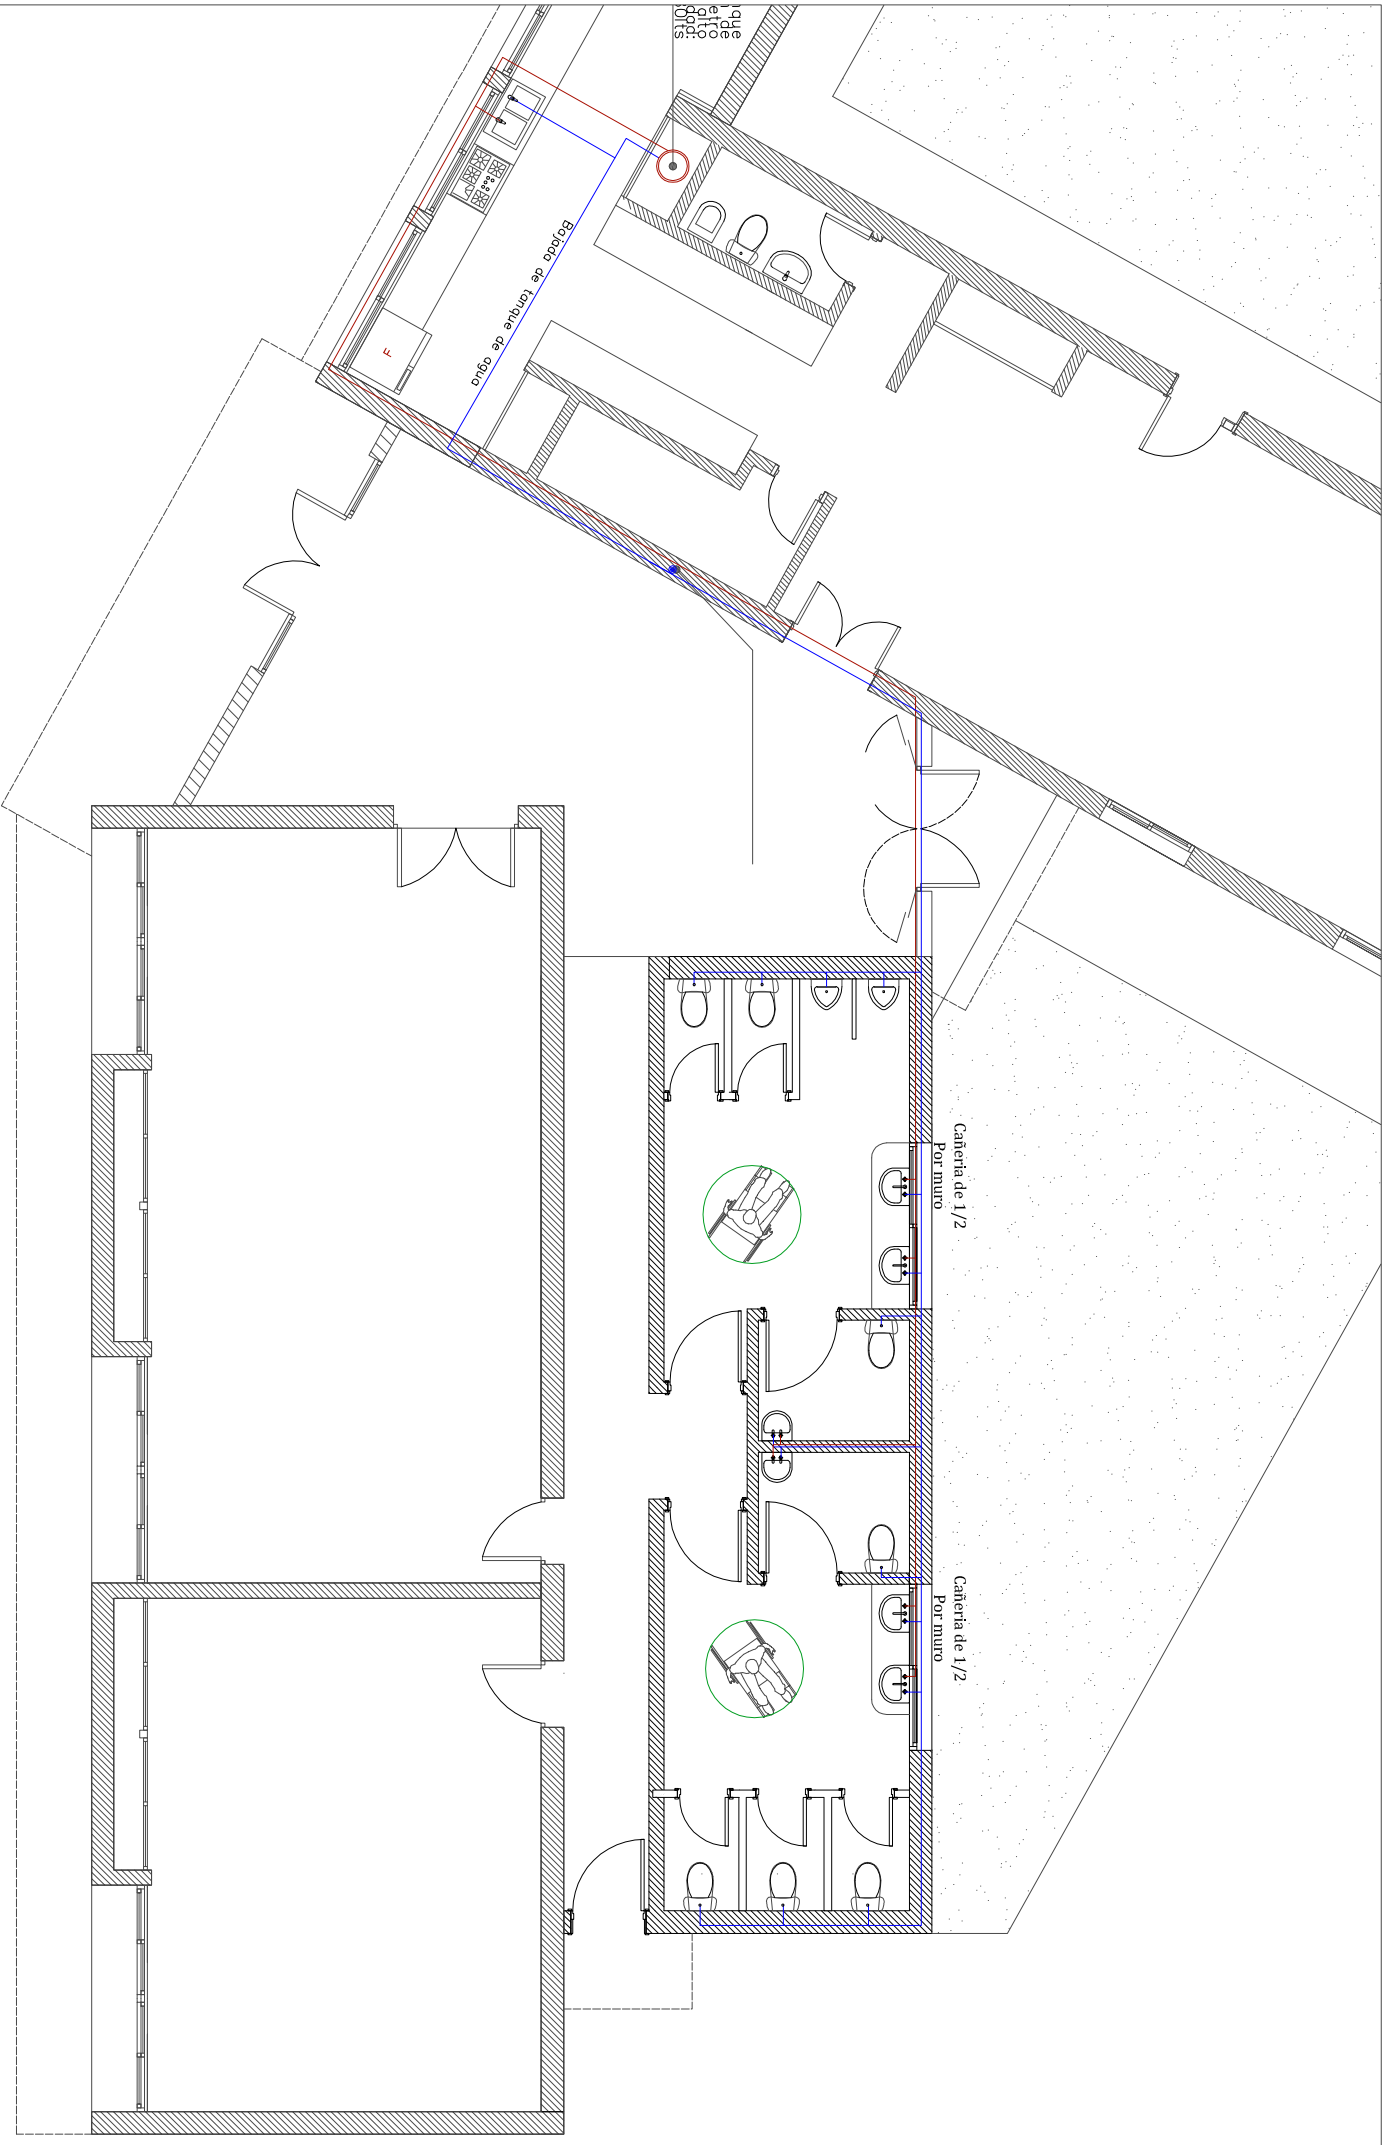 Bajada de tanque de agua
F
Cañeria de 1/2
Por muro
Cañeria de 1/2
Por muro